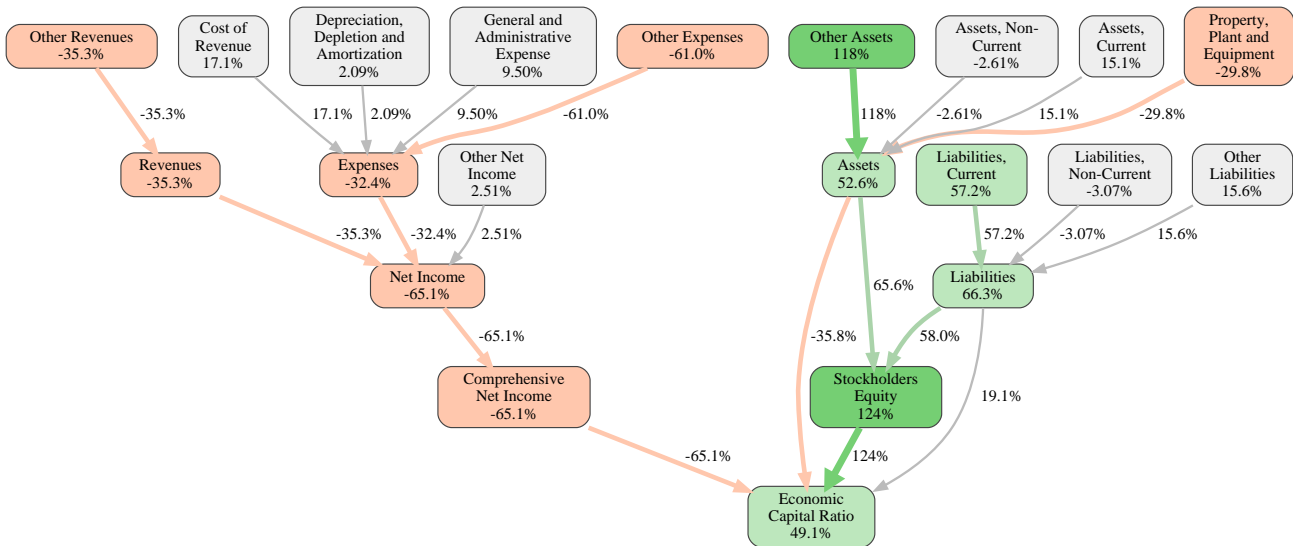 Other Revenues
-35.3%
Cost of
Revenue
17.1%
Depreciation,
Depletion and
Amortization
2.09%
General and
Administrative
Expense
9.50%
Other Expenses
-61.0%
Other Assets
118%
Assets, Non-
Current
-2.61%
Assets,
Current
15.1%
Property,
Plant and
Equipment
-29.8%
-35.3%
17.1%
2.09%
9.50%
-61.0%
118%
-2.61%
15.1%
-29.8%
Revenues
-35.3%
Expenses
-32.4%
Other Net
Income
2.51%
Assets
52.6%
Liabilities,
Current
57.2%
Liabilities,
Non-Current
-3.07%
Other
Liabilities
15.6%
-35.3%
-32.4%
2.51%
57.2%
-3.07%
15.6%
Net Income
-65.1%
65.6%
Liabilities
66.3%
-65.1%
-35.8%
58.0%
Comprehensive
Net Income
-65.1%
Stockholders
Equity
124%
19.1%
-65.1%
124%
Economic
Capital Ratio
49.1%